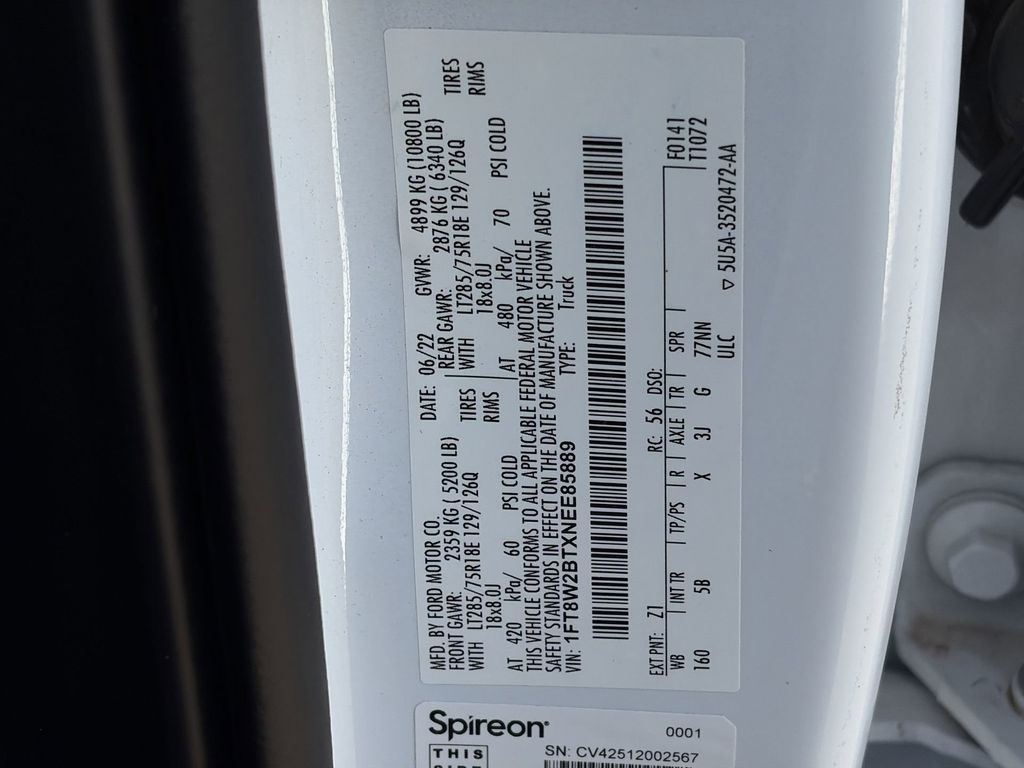 MFD. BY FORD MOTOR CO.
DATE: 06/22 GVWR: 4899 KG (10800 LB)
FRONT GAWR: 2359 KG ( 5200 LB)
REAR GAWR: 2876 KG ( 6340 LB)
WITH LT285/75R18E 129/126Q TIRES
WITH LT285/75R18E 129/126Q TIRES
18x8.0J RIMS
18x8.0J RIMS
AT 420 kPa/ 60 PSI COLD
AT 480 kPa/ 70 PSI COLD
THIS VEHICLE CONFORMS TO ALL APPLICABLE FEDERAL MOTOR VEHICLE
SAFETY STANDARDS IN EFFECT ON THE DATE OF MANUFACTURE SHOWN ABOVE.
VIN: 1FT8W2BTXNEE85889 TYPE: Truck
EXT PNT: Z1 RC: 56 DSO: F0141
WB INT TR TP/PS R AXLE TR SPR T1072
160 5B X 3J G 77NN
ULC ▽ 5U5A-3520472-AA
Spireon 0001
THIS SN: CV42512002567